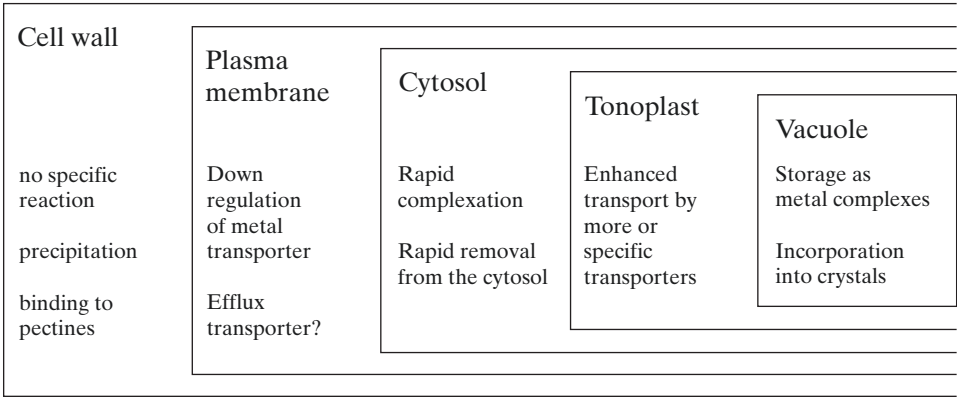 Cell wall
no specific
reaction
precipitation
binding to
pectines
Plasma
membrane
Down
regulation
of metal
transporter
Efflux
transporter?
Cytosol
Rapid
complexation
Rapid removal
from the cytosol
Tonoplast
Enhanced
transport by
more or
specific
transporters
Vacuole
Storage as
metal complexes
Incorporation
into crystals